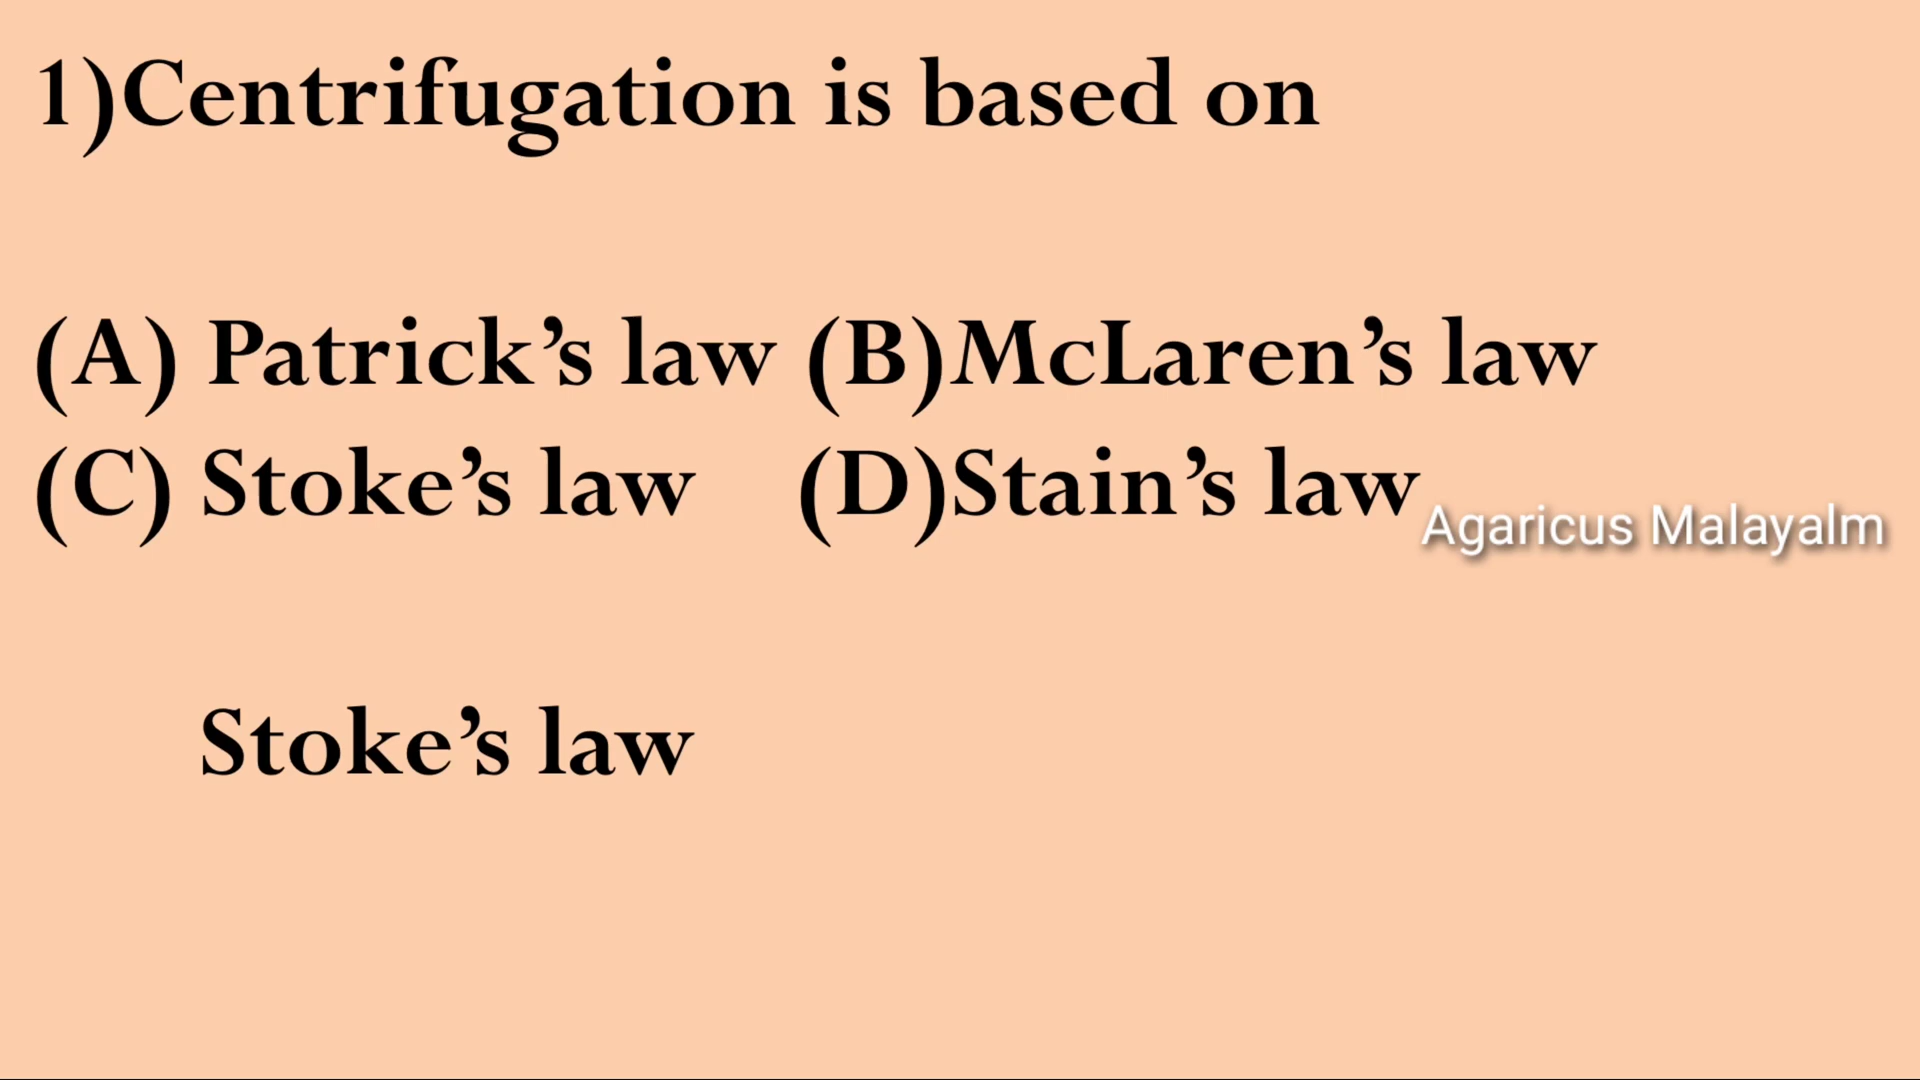 1)Centrifugation is based on
(A) Patrick’s law (B)McLaren’s law
(C) Stoke’s law (D)Stain’s law
Agaricus Malayalm
Stoke’s law